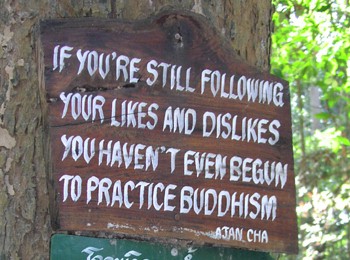 IF YOU'RE STILL FOLLOWING
YOUR LIKES AND DISLIKES
YOU HAVEN'T EVEN BEGUN
TO PRACTICE BUDDHISM
AJAN CHA